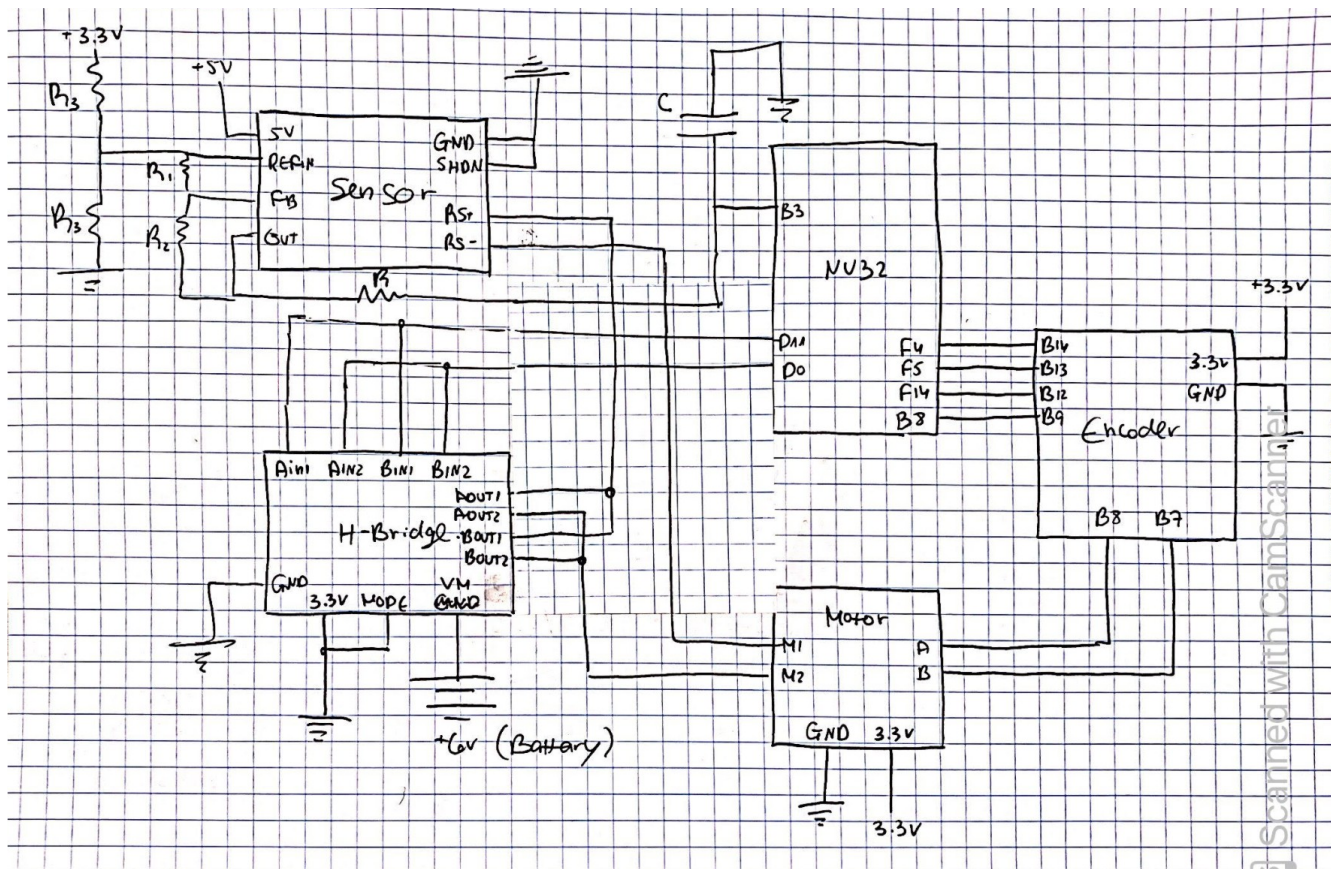 +3.3V
R3
R3
+5V
R1
R2
5V
REFIN
FB
OUT
Sensor
GND
SHDN
RS+
RS-
R
C
B3
NU32
D11
D0
F4
F5
F14
B8
B14
B13
B12
B9
Encoder
3.3V
GND
+3.3V
B8 B7
Ain1 AIN2 BIN1 BIN2
AOUT1
AOUT2
H-Bridge BOUT1
BOUT2
GND
3.3V MODE
VM
+6V (Battary)
Motor
M1
M2
A
B
GND 3.3V
3.3V
Scanned with CamScanner